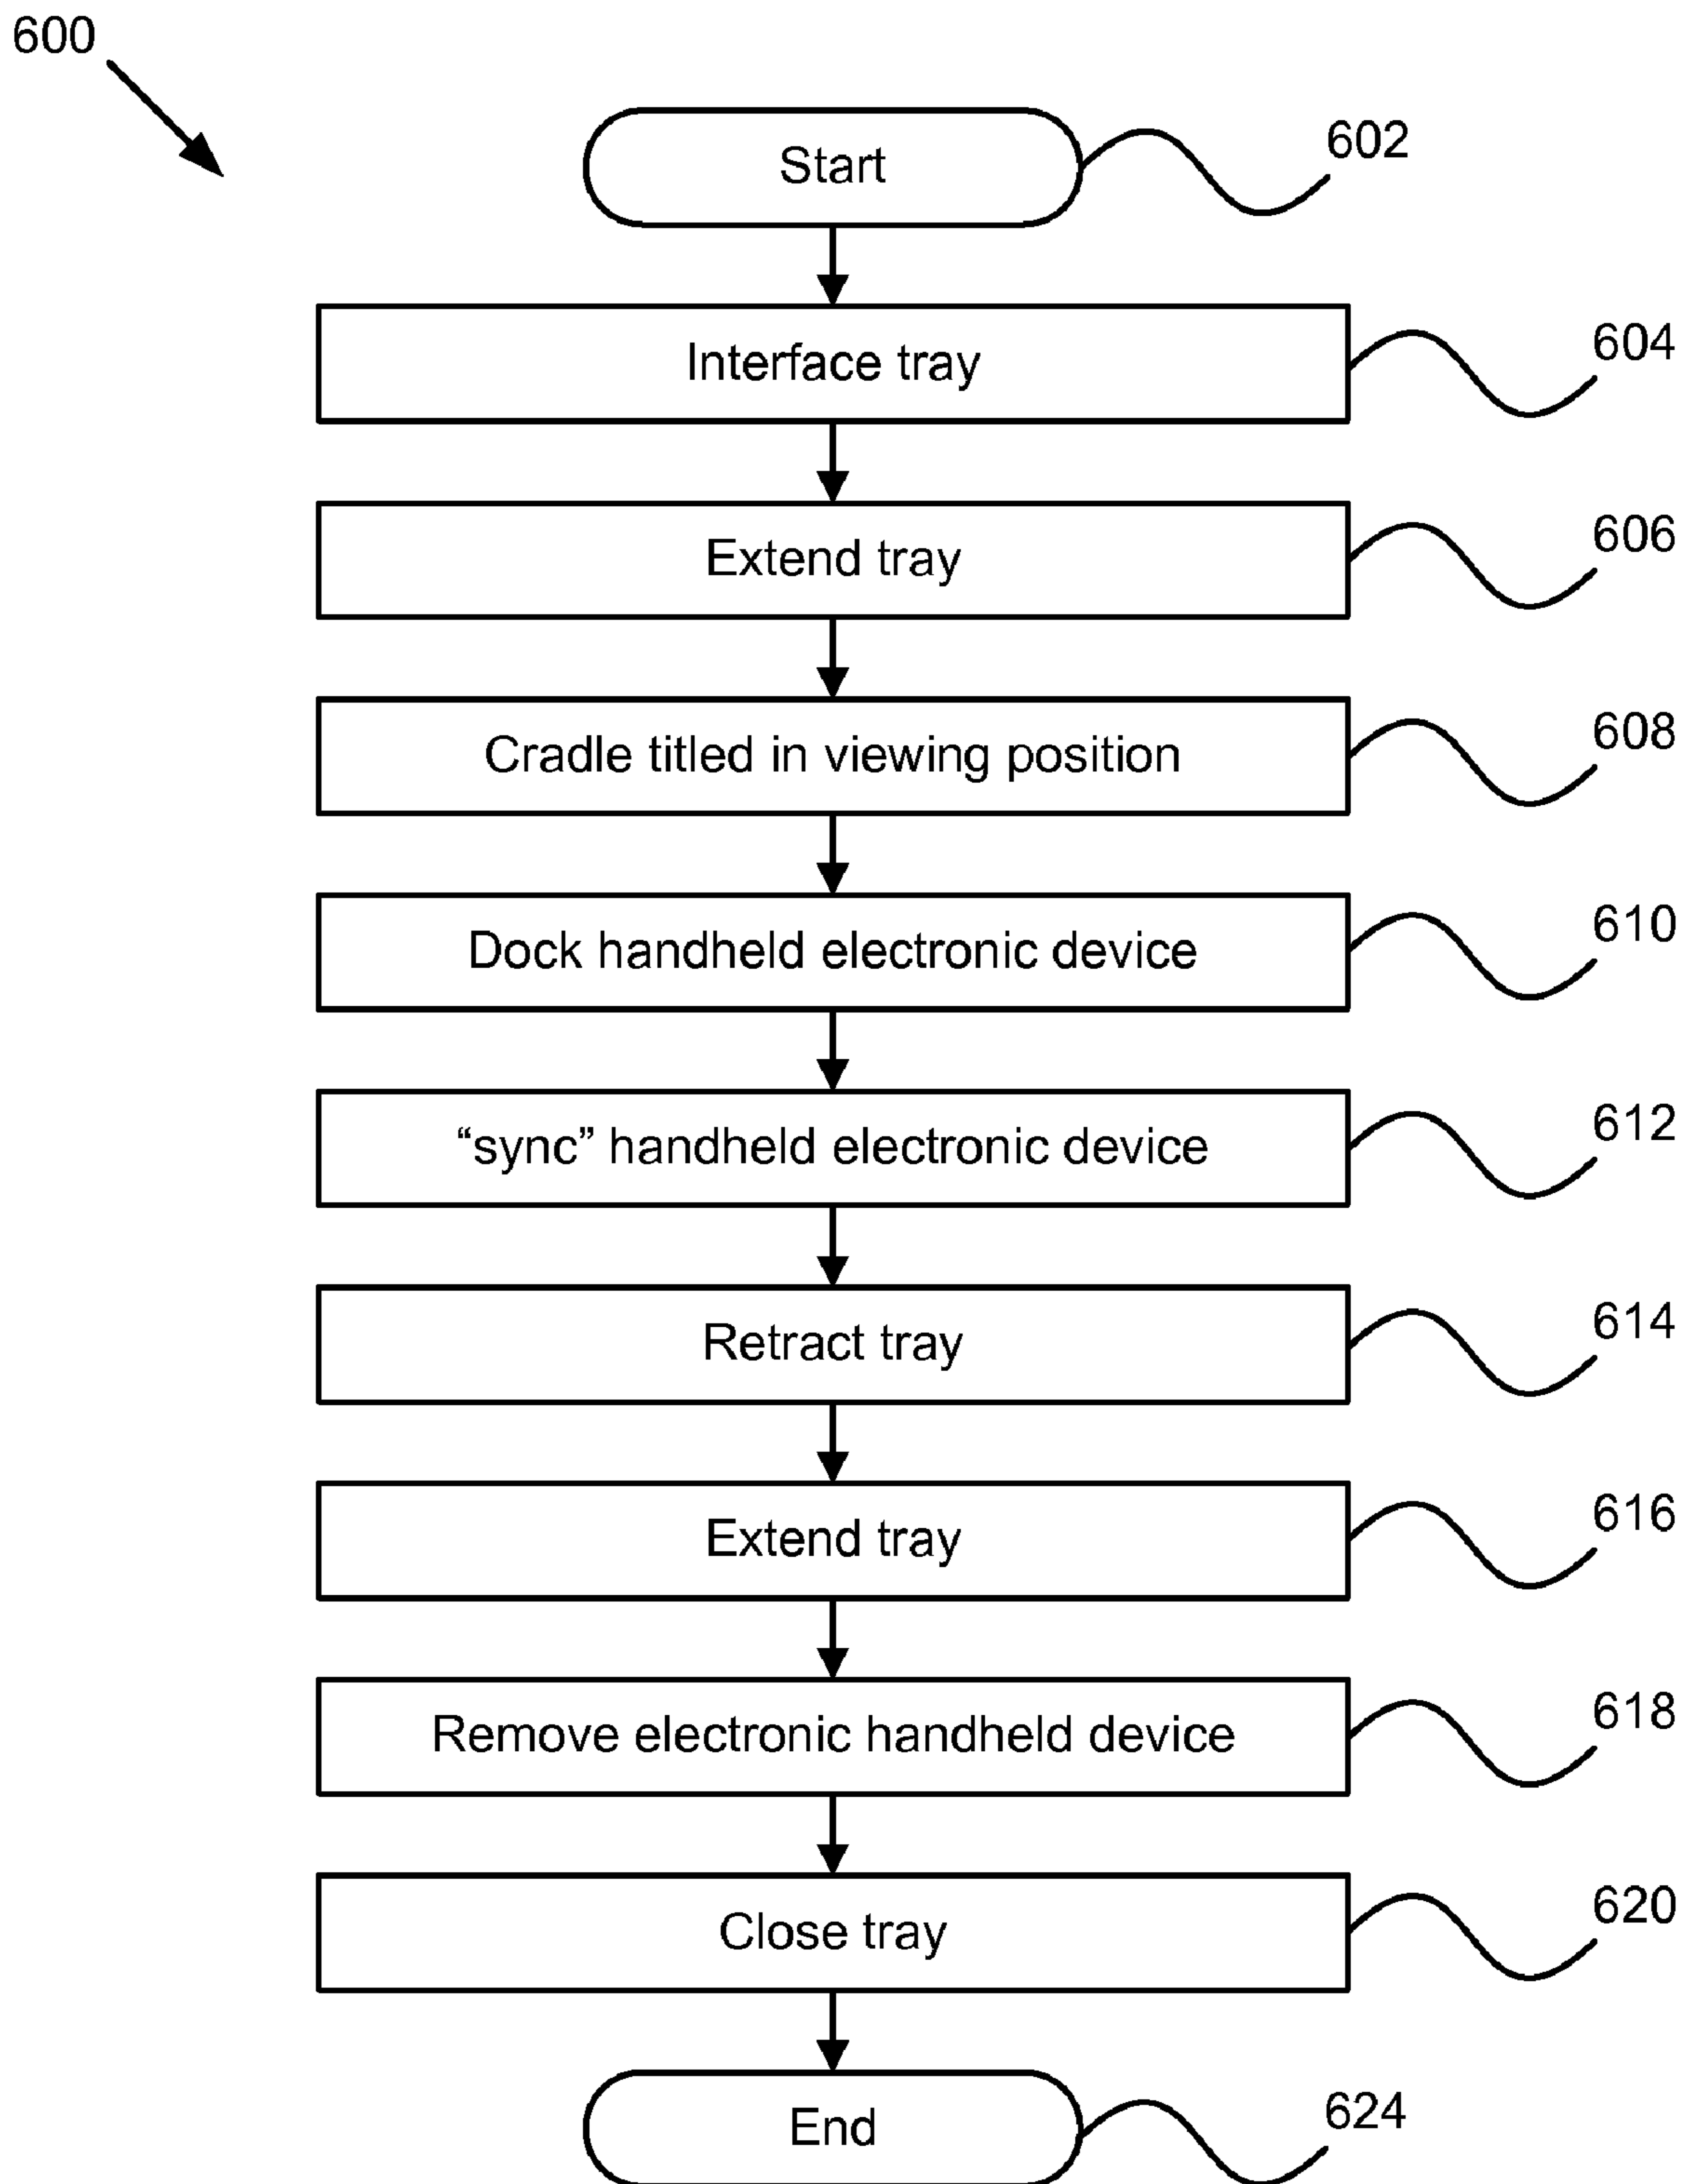 600
Start
602
Interface tray
604
Extend tray
606
Cradle titled in viewing position
608
Dock handheld electronic device
610
“sync” handheld electronic device
612
Retract tray
614
Extend tray
616
Remove electronic handheld device
618
Close tray
620
End
624